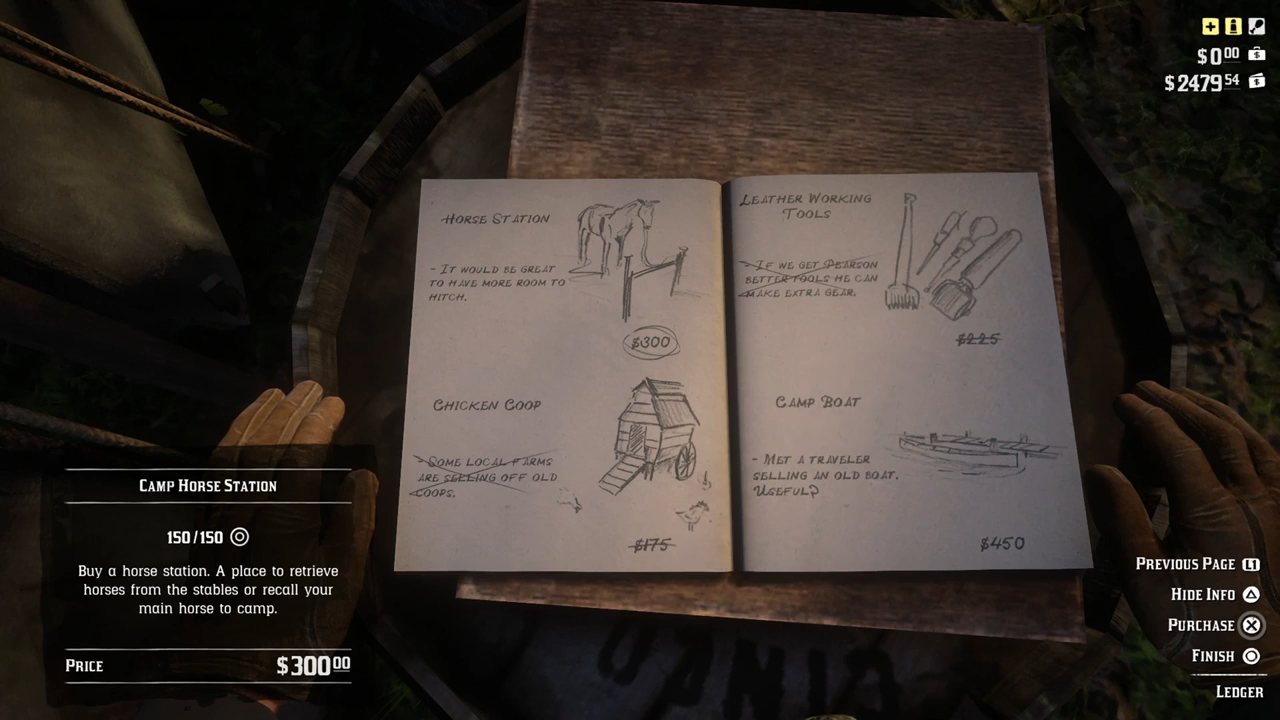 $0 00
$2479 54
HORSE STATION
- IT WOULD BE GREAT
TO HAVE MORE ROOM TO
HITCH.
$300
CHICKEN COOP
- SOME LOCAL FARMS
ARE SELLING OFF OLD
COOPS.
$175
LEATHER WORKING
TOOLS
- IF WE GET PEARSON
BETTER TOOLS HE CAN
MAKE EXTRA GEAR.
$225
CAMP BOAT
- MET A TRAVELER
SELLING AN OLD BOAT.
USEFUL?
$450
CAMP HORSE STATION
150/150
Buy a horse station. A place to retrieve
horses from the stables or recall your
main horse to camp.
PRICE $300 00
PREVIOUS PAGE L1
HIDE INFO
PURCHASE
FINISH
LEDGER